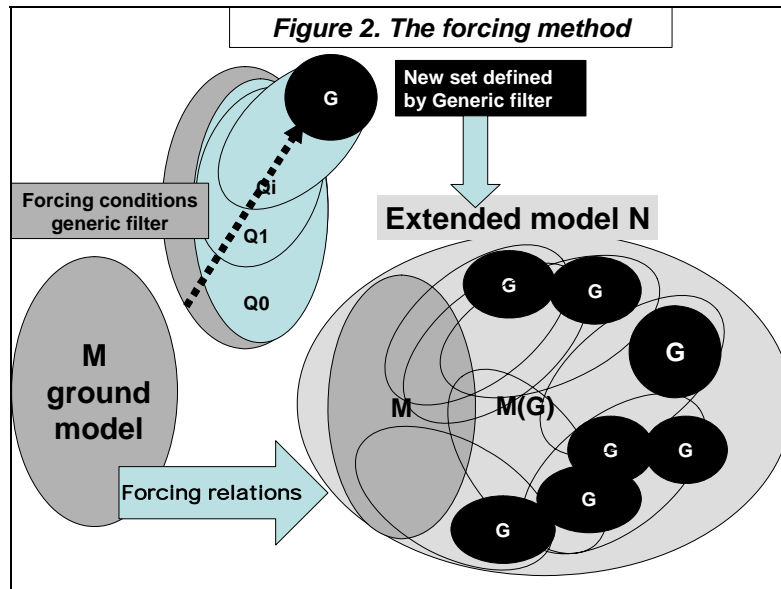 Figure 2. The forcing method
G
New set defined
by Generic filter
Forcing conditions
generic filter
Qi
Q1
Q0
Extended model N
M
ground
model
Forcing relations
M
M(G)
G
G
G
G
G
G
G